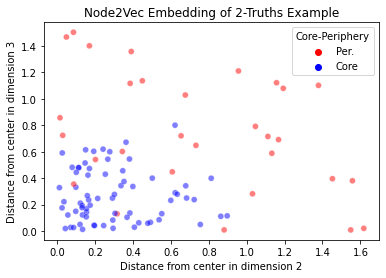 Node2Vec Embedding of 2-Truths Example
Core-Periphery
Per.
Core
Distance from center in dimension 3
1.4
1.2
1.0
0.8
0.6
0.4
0.2
0.0
0.0 0.2 0.4 0.6 0.8 1.0 1.2 1.4 1.6
Distance from center in dimension 2